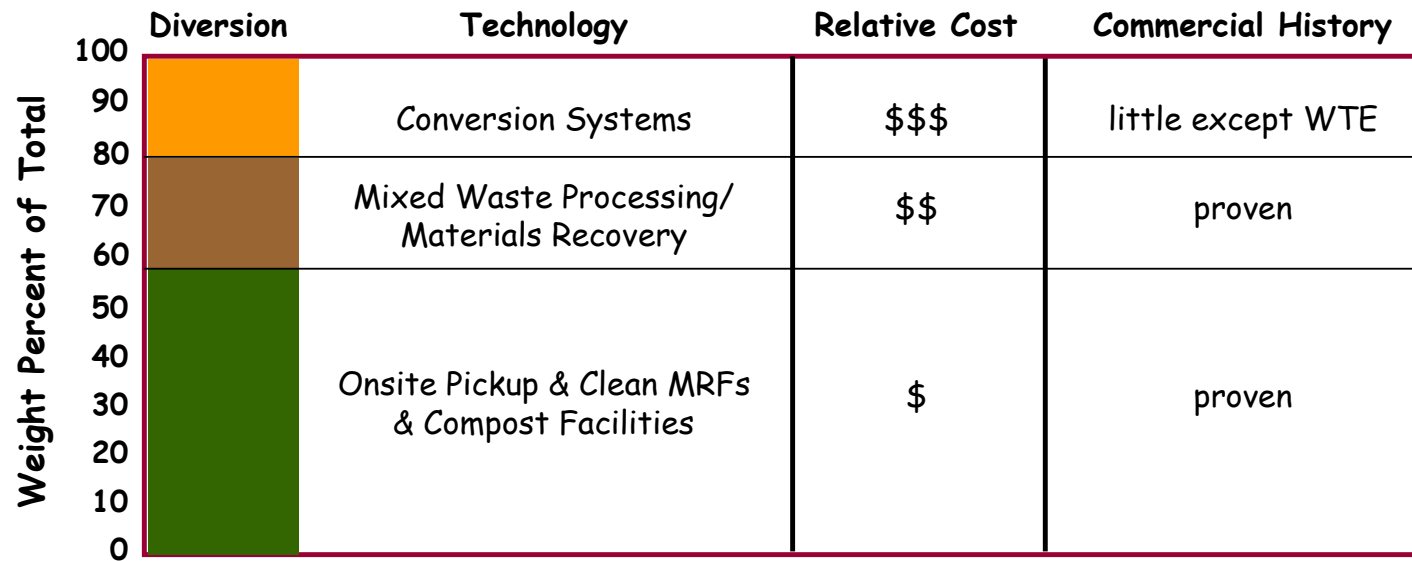 Diversion Technology Relative Cost Commercial History
Weight Percent of Total
100
90
80
70
60
50
40
30
20
10
0
Conversion Systems $$$ little except WTE
Mixed Waste Processing/
Materials Recovery
$$ proven
Onsite Pickup & Clean MRFs
& Compost Facilities
$ proven